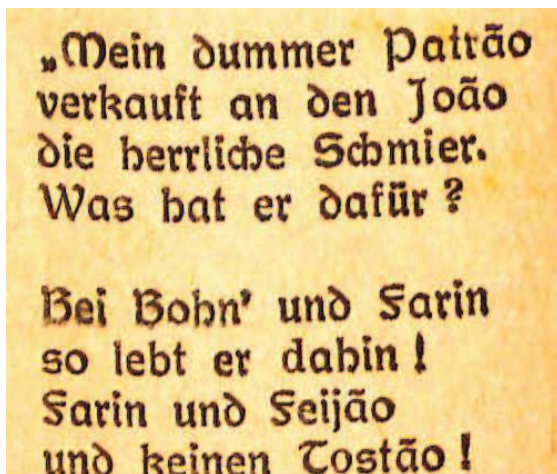 „Mein dummer Patrão
verkauft an den João
die herrliche Schmier.
Was hat er dafür?
Bei Bohn' und Farin
so lebt er dahin!
Farin und Feijão
und keinen Tostão!